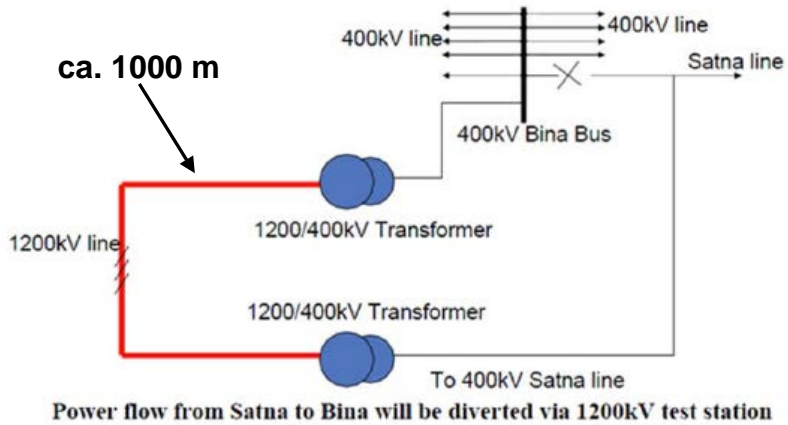 400kV line
400kV line
Satna line
ca. 1000 m
400kV Bina Bus
1200/400kV Transformer
1200kV line
1200/400kV Transformer
To 400kV Satna line
Power flow from Satna to Bina will be diverted via 1200kV test station